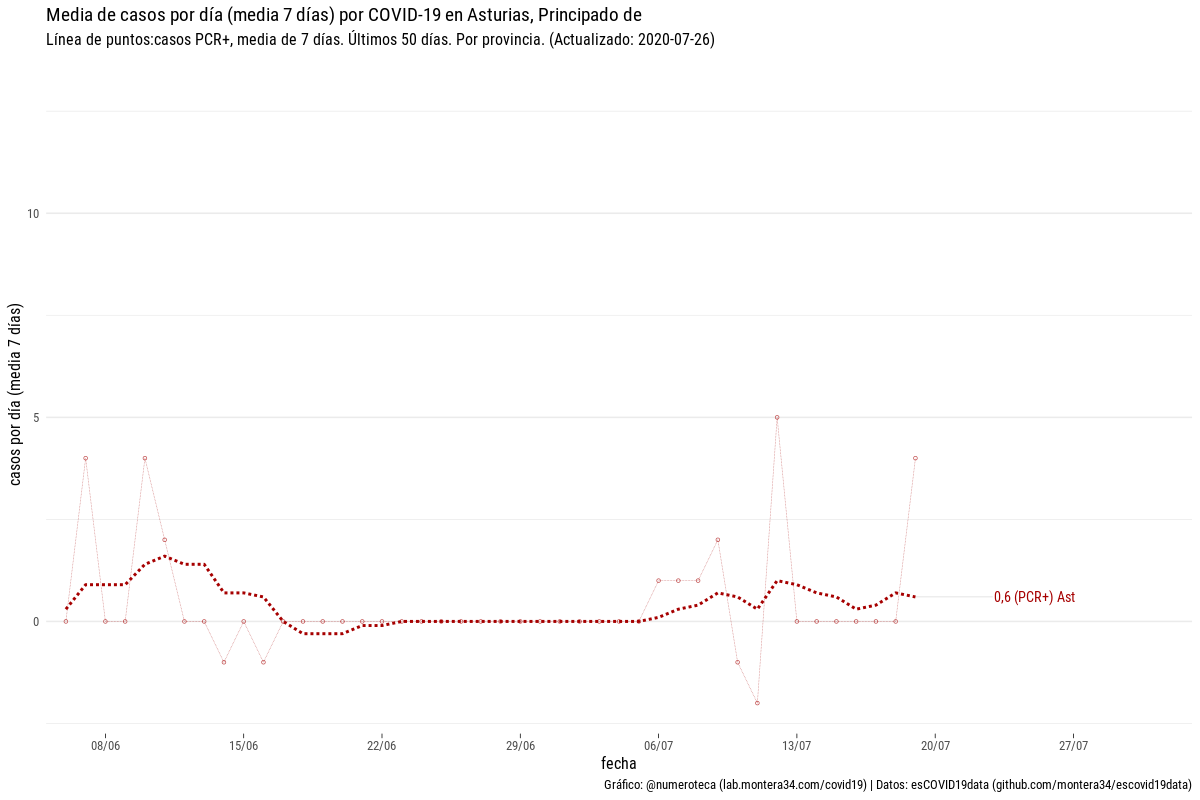 Media de casos por día (media 7 días) por COVID-19 en Asturias, Principado de
Línea de puntos:casos PCR+, media de 7 días. Últimos 50 días. Por provincia. (Actualizado: 2020-07-26)
casos por día (media 7 días)
10
5
0
0,6 (PCR+) Ast
08/06 15/06 22/06 29/06 06/07 13/07 20/07 27/07
fecha
Gráfico: @numeroteca (lab.montera34.com/covid19) | Datos: esCOVID19data (github.com/montera34/escovid19data)